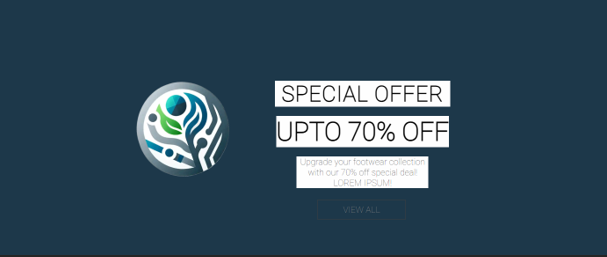 SPECIAL OFFER
UPTO 70% OFF
Upgrade your footwear collection
with our 70% off special deal!
LOREM IPSUM!
VIEW ALL